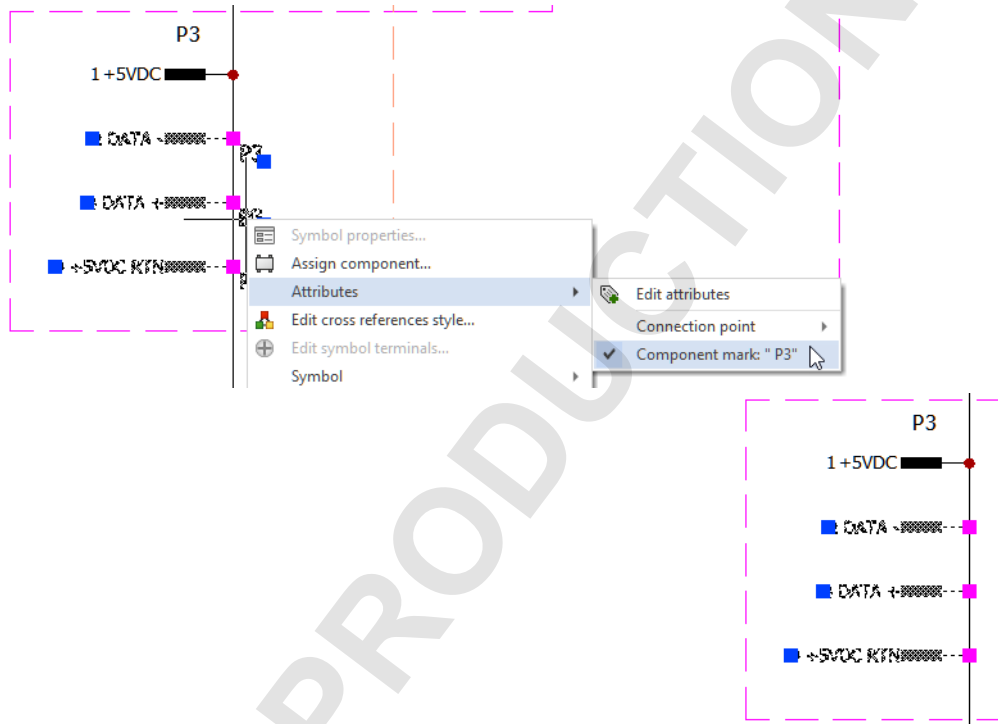 P3
1 +5VDC
DATA -
P3
DATA +
+5VDC RTN
Symbol properties...
Assign component...
Attributes
Edit cross references style...
Edit symbol terminals...
Symbol
Edit attributes
Connection point
Component mark: " P3"
P3
1 +5VDC
DATA -
DATA +
+5VDC RTN
PRODUCTION